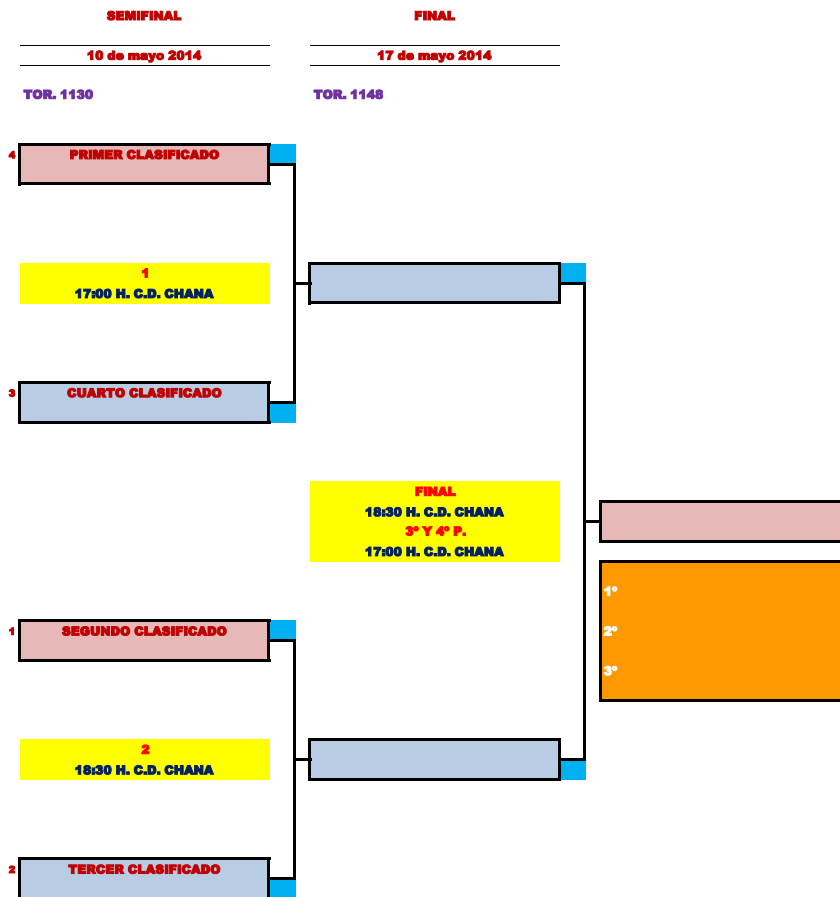 SEMIFINAL
FINAL
10 de mayo 2014
17 de mayo 2014
TOR. 1130
TOR. 1148
4
PRIMER CLASIFICADO
1
17:00 H. C.D. CHANA
3
CUARTO CLASIFICADO
FINAL
18:30 H. C.D. CHANA
3º Y 4º P.
17:00 H. C.D. CHANA
1º
2º
3º
1
SEGUNDO CLASIFICADO
2
18:30 H. C.D. CHANA
2
TERCER CLASIFICADO